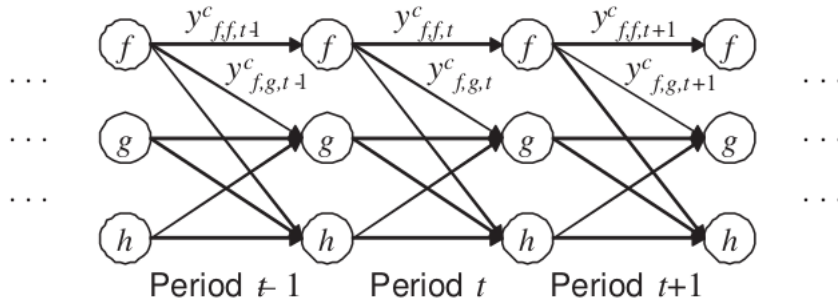 f y^c_{f,f,t-1} f y^c_{f,f,t} f y^c_{f,f,t+1} f
... y^c_{f,g,t-1} y^c_{f,g,t} y^c_{f,g,t+1} ...
... g g g g ...
... ...
h h h h
Period t-1 Period t Period t+1